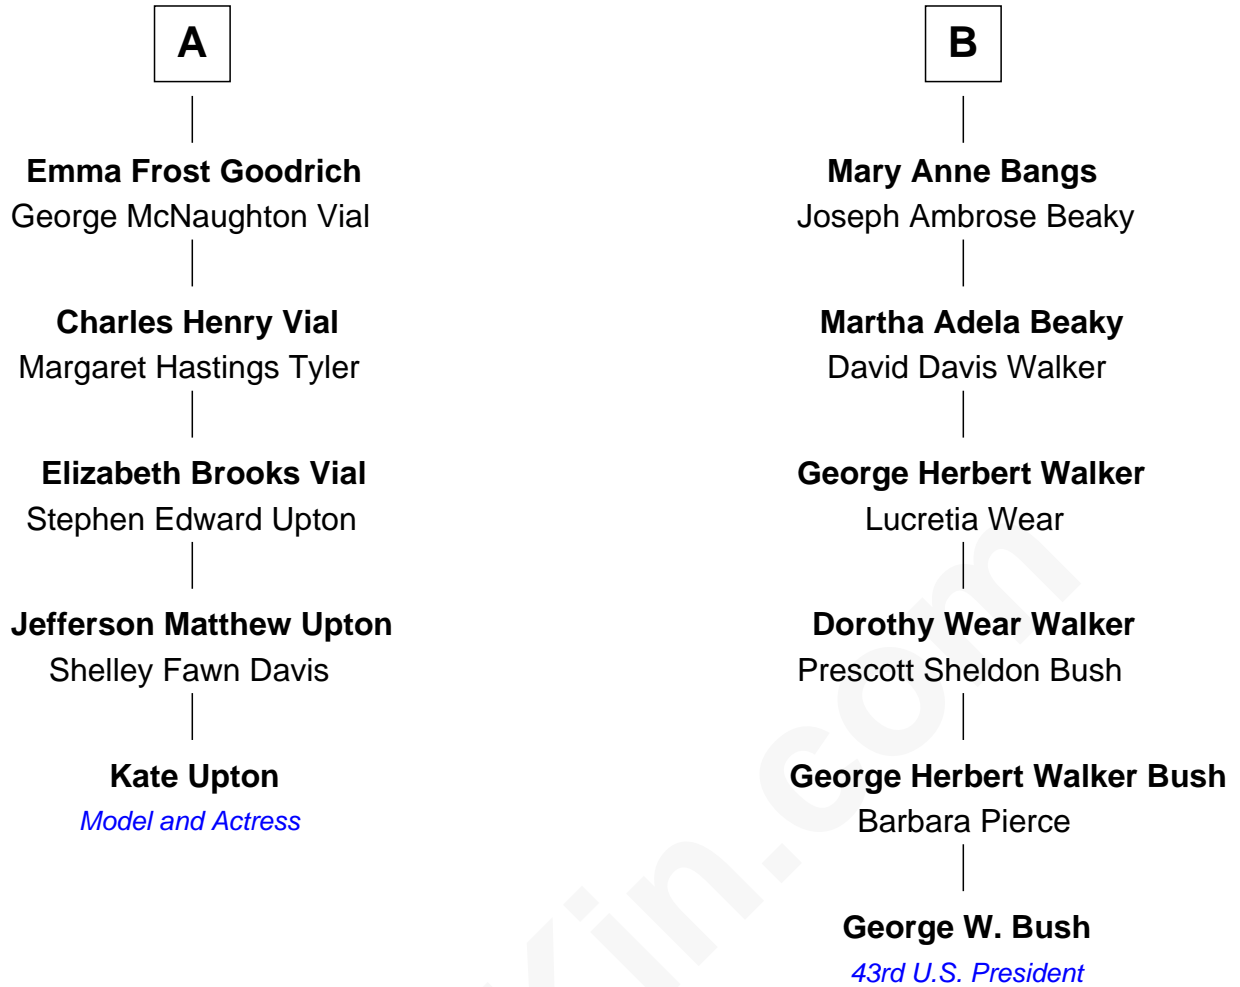 A
Emma Frost Goodrich
George McNaughton Vial
Charles Henry Vial
Margaret Hastings Tyler
Elizabeth Brooks Vial
Stephen Edward Upton
Jefferson Matthew Upton
Shelley Fawn Davis
Kate Upton
Model and Actress
B
Mary Anne Bangs
Joseph Ambrose Beaky
Martha Adela Beaky
David Davis Walker
George Herbert Walker
Lucretia Wear
Dorothy Wear Walker
Prescott Sheldon Bush
George Herbert Walker Bush
Barbara Pierce
George W. Bush
43rd U.S. President
Kin.com